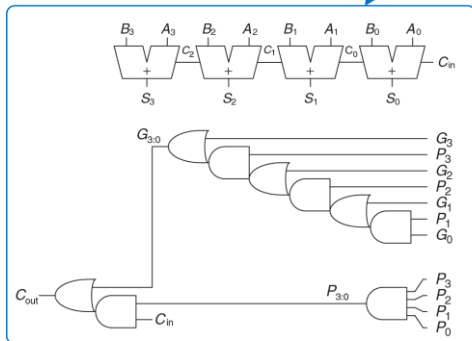 B3 A3 B2 A2 B1 A1 B0 A0
C2 C1 C0 Cin
+ + + +
S3 S2 S1 S0
G3:0
G3
P3
G2
P2
G1
P1
G0
Cout
Cin
P3:0
P3
P2
P1
P0